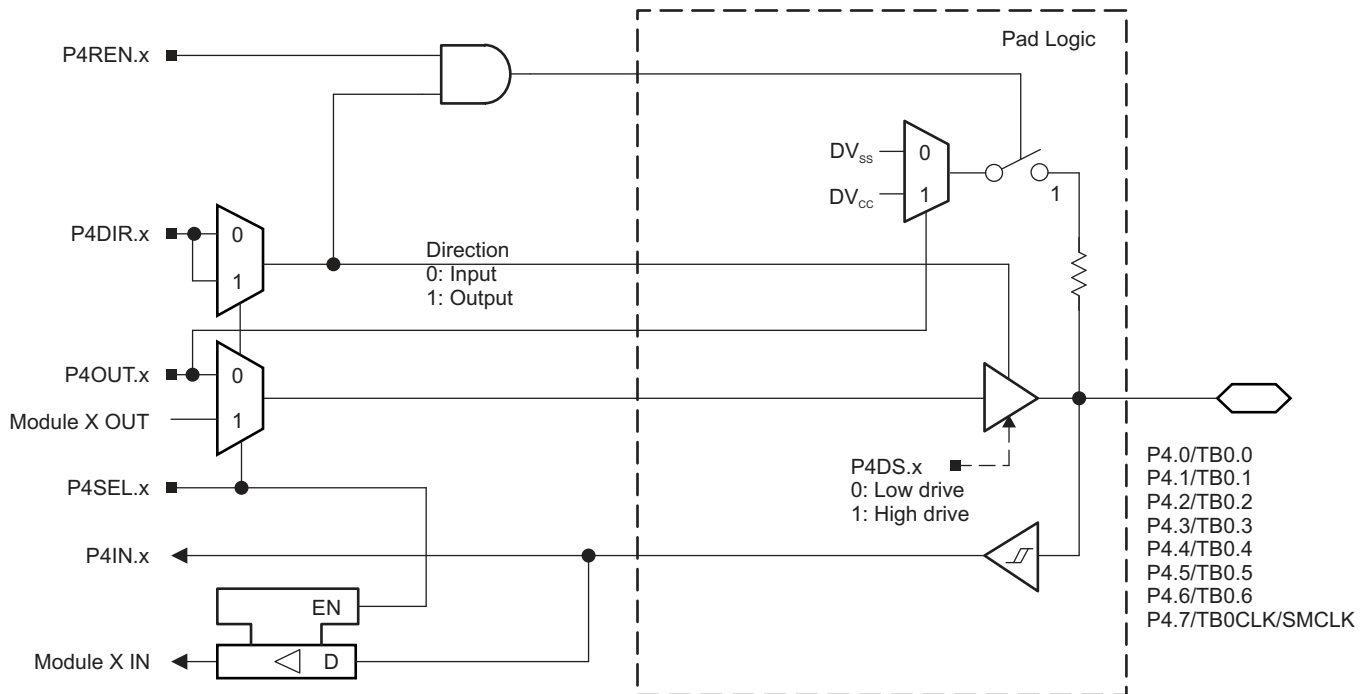 Pad Logic
P4REN.x
DVSS
0
DVCC
1
1
P4DIR.x
0
1
Direction
0: Input
1: Output
P4OUT.x
0
Module X OUT
1
P4SEL.x
P4DS.x
0: Low drive
1: High drive
P4.0/TB0.0
P4.1/TB0.1
P4.2/TB0.2
P4.3/TB0.3
P4.4/TB0.4
P4.5/TB0.5
P4.6/TB0.6
P4.7/TB0CLK/SMCLK
P4IN.x
EN
Module X IN
D